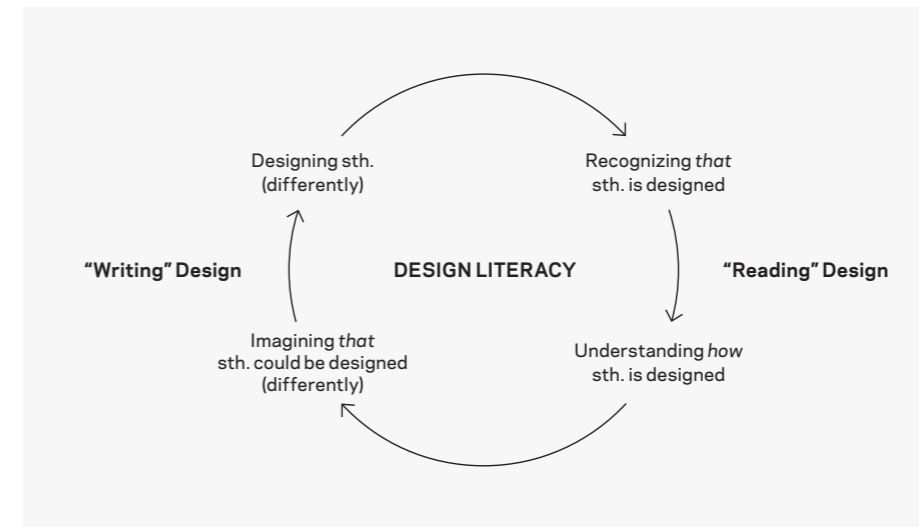 Designing sth.
(differently)
Recognizing that
sth. is designed
“Writing” Design
DESIGN LITERACY
“Reading” Design
Imagining that
sth. could be designed
(differently)
Understanding how
sth. is designed